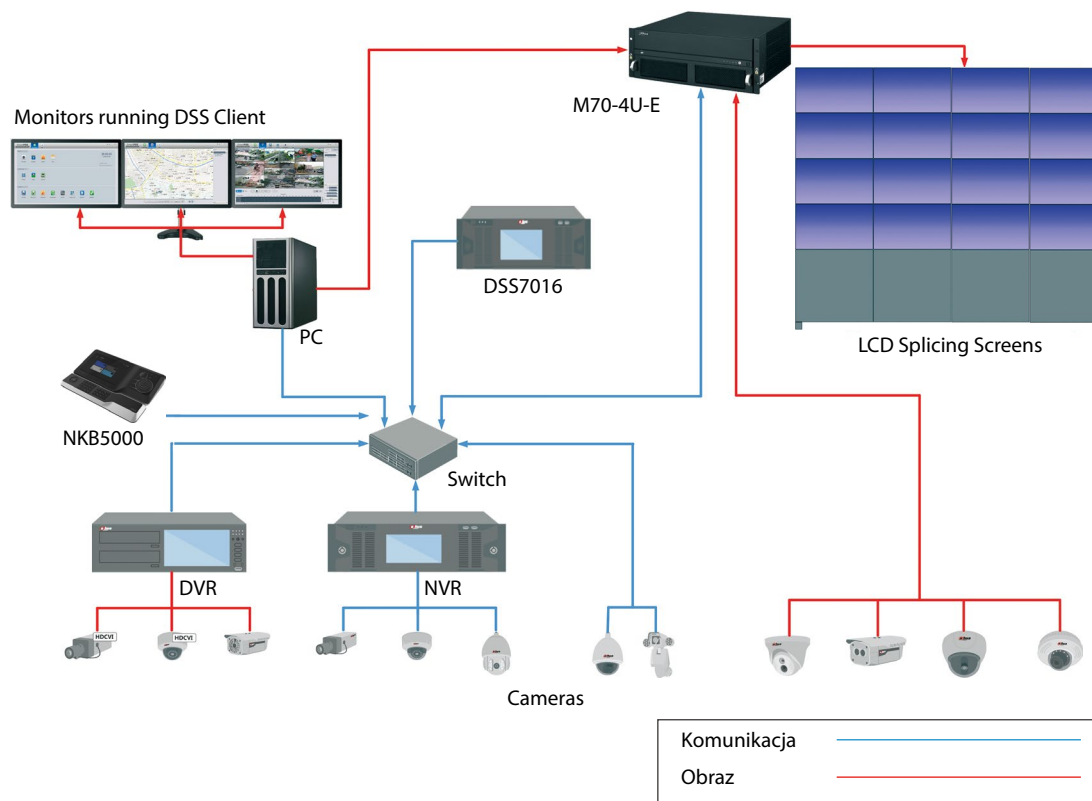 M70-4U-E
Monitors running DSS Client
DSS7016
PC
LCD Splicing Screens
NKB5000
Switch
DVR
NVR
HDCVI
HDCVI
Cameras
Komunikacja
Obraz